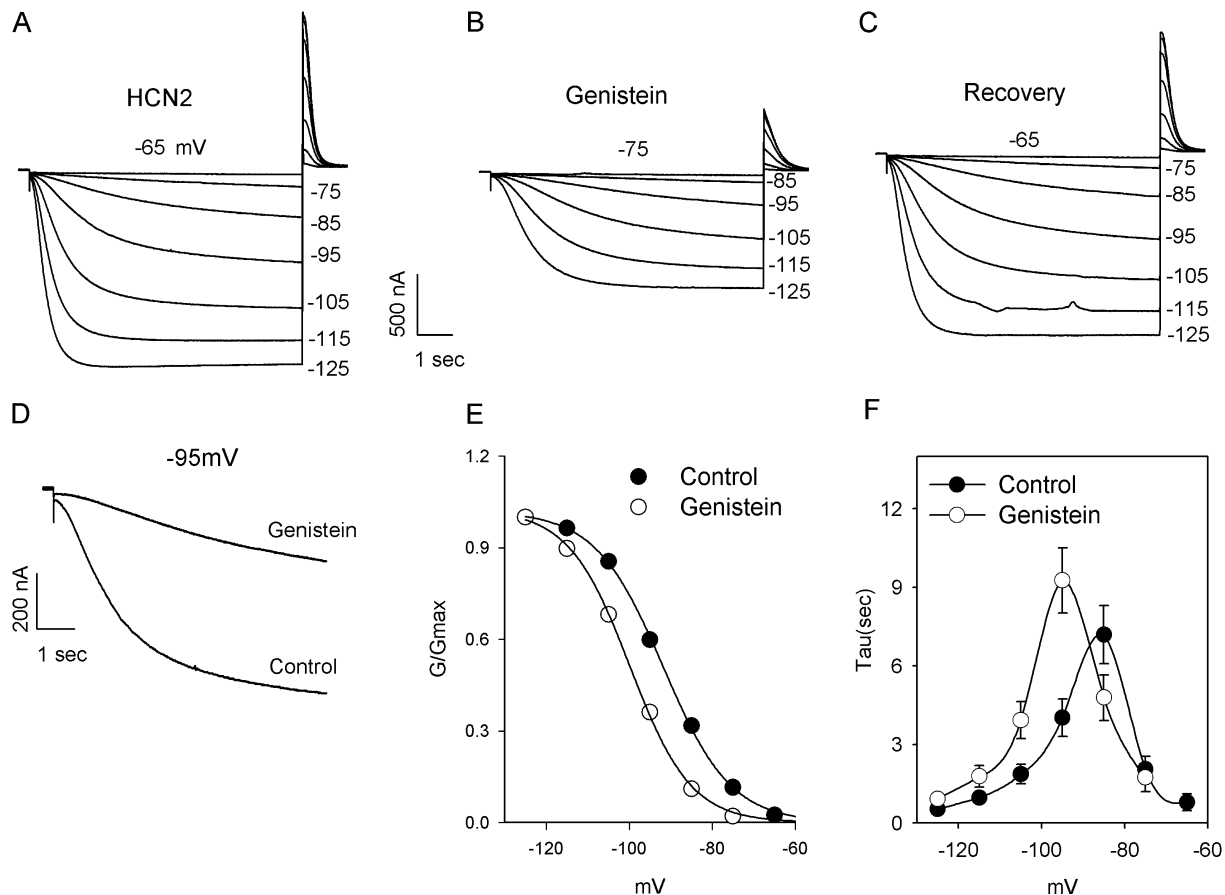 A
HCN2
-65 mV
-75
-85
-95
-105
-115
-125
B
Genistein
-75
-85
-95
-105
-115
-125
500 nA
1 sec
C
Recovery
-65
-75
-85
-95
-105
-115
-125
D
-95mV
Genistein
Control
200 nA
1 sec
E
Control
Genistein
G/Gmax
1.2
0.9
0.6
0.3
0
-120
-100
-80
-60
mV
F
Control
Genistein
Tau(sec)
12
9
6
3
0
-120
-100
-80
-60
mV